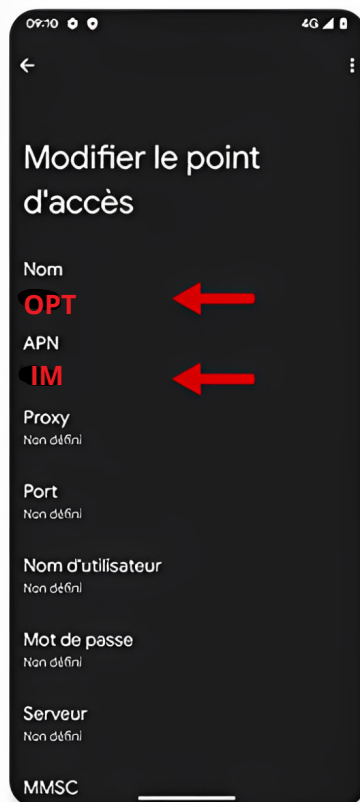 09:10
4G
Modifier le point
d'accès
Nom
OPT
APN
IM
Proxy
Non défini
Port
Non défini
Nom d'utilisateur
Non défini
Mot de passe
Non défini
Serveur
Non défini
MMSC